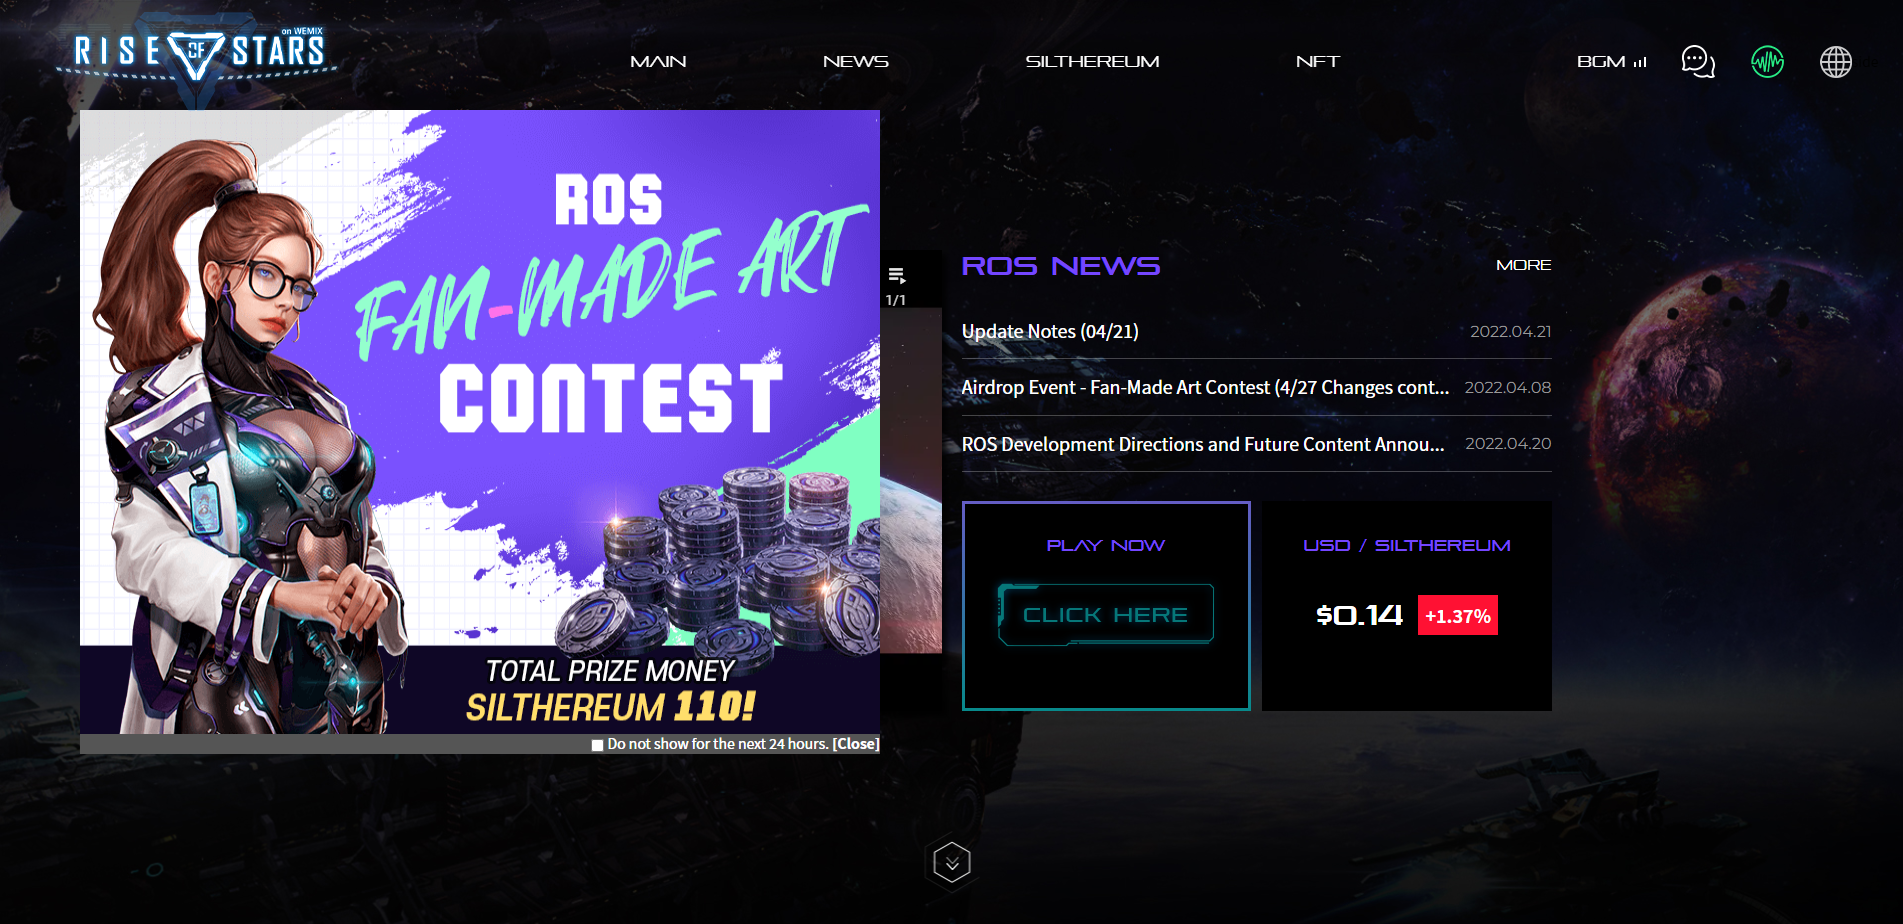 on WEMIX
RISE OF STARS
MAIN
NEWS
SILTHEREUM
NFT
BGM
ROS
FAN-MADE ART
CONTEST
TOTAL PRIZE MONEY
SILTHEREUM 110!
Do not show for the next 24 hours. [Close]
1/1
ROS NEWS
MORE
Update Notes (04/21)
2022.04.21
Airdrop Event - Fan-Made Art Contest (4/27 Changes cont...
2022.04.08
ROS Development Directions and Future Content Annou...
2022.04.20
PLAY NOW
CLICK HERE
USD / SILTHEREUM
$0.14
+1.37%